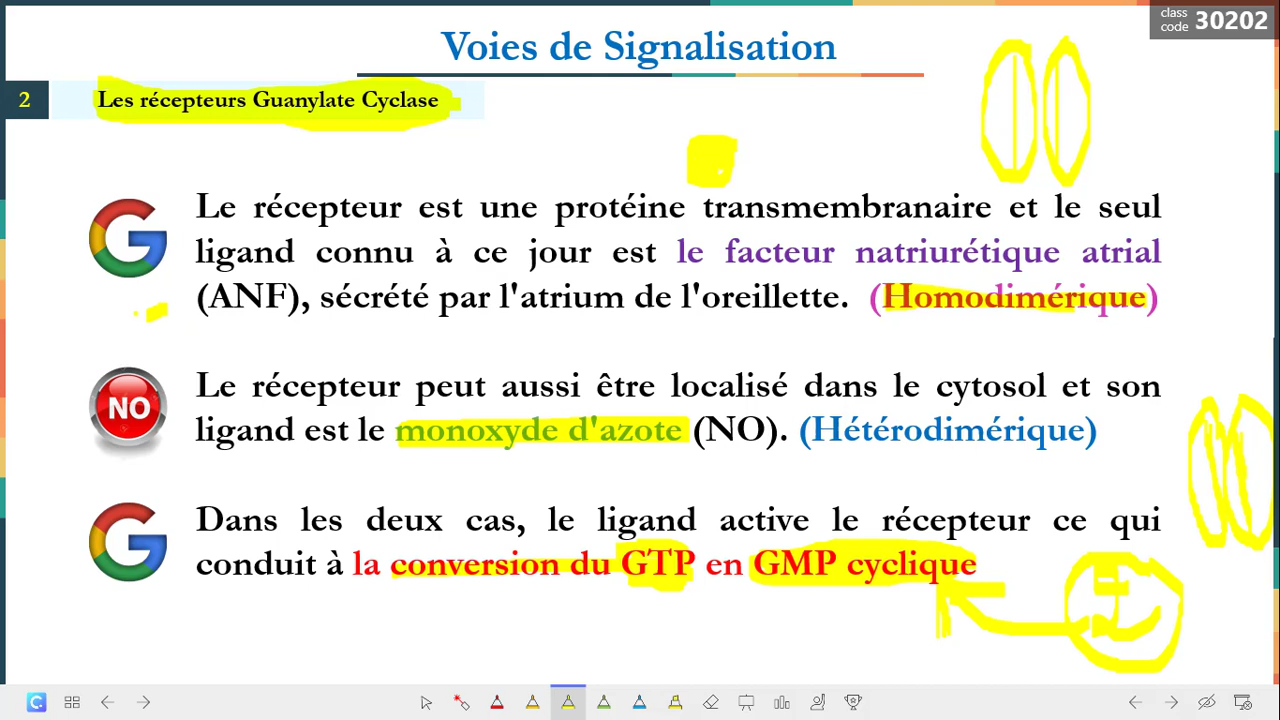 class
code 30202
Voies de Signalisation
2
Les récepteurs Guanylate Cyclase
Le récepteur est une protéine transmembranaire et le seul
ligand connu à ce jour est le facteur natriurétique atrial
(ANF), sécrété par l'atrium de l'oreillette. (Homodimérique)
NO
Le récepteur peut aussi être localisé dans le cytosol et son
ligand est le monoxyde d'azote (NO). (Hétérodimérique)
Dans les deux cas, le ligand active le récepteur ce qui
conduit à la conversion du GTP en GMP cyclique